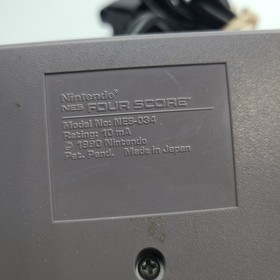 Nintendo®
NES FOUR SCORE™
Model No: NES-034
Rating: 10 mA
© 1990 Nintendo
Pat. Pend. Made in Japan